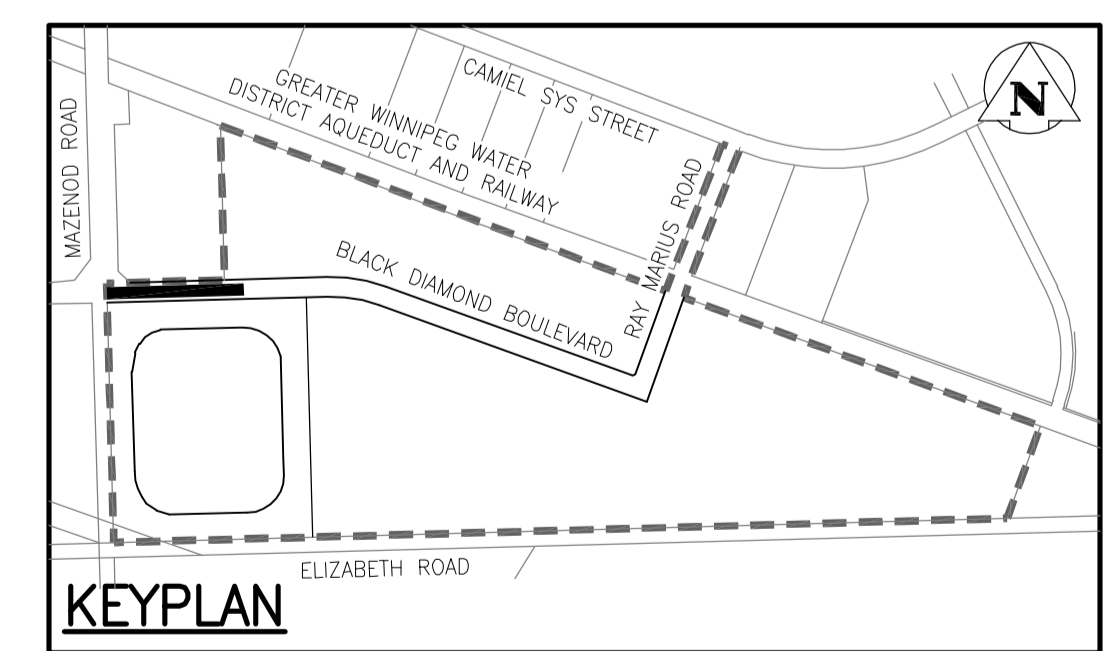 CAMIEL SYS STREET
GREATER WINNIPEG WATER
DISTRICT AQUEDUCT AND RAILWAY
N
MAZENOD ROAD
RAY MARIUS ROAD
BLACK DIAMOND BOULEVARD
ELIZABETH ROAD
KEYPLAN